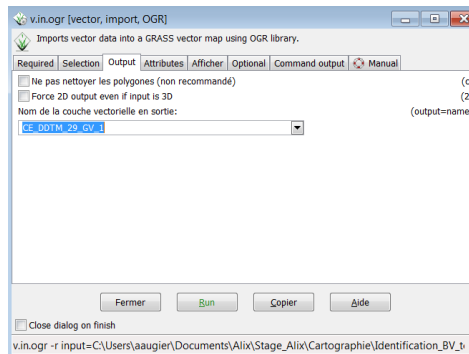 v.in.ogr [vector, import, OGR]
Imports vector data into a GRASS vector map using OGR library.
Required Selection Output Attributes Afficher Optional Command output Manual
Ne pas nettoyer les polygones (non recommandé) (c
Force 2D output even if input is 3D (2
Nom de la couche vectorielle en sortie: (output=name
CE_DDTM_29_GV_1
Fermer Run Copier Aide
Close dialog on finish
v.in.ogr -r input=C:\Users\aaugier\Documents\Alix\Stage_Alix\Cartographie\Identification_BV_t